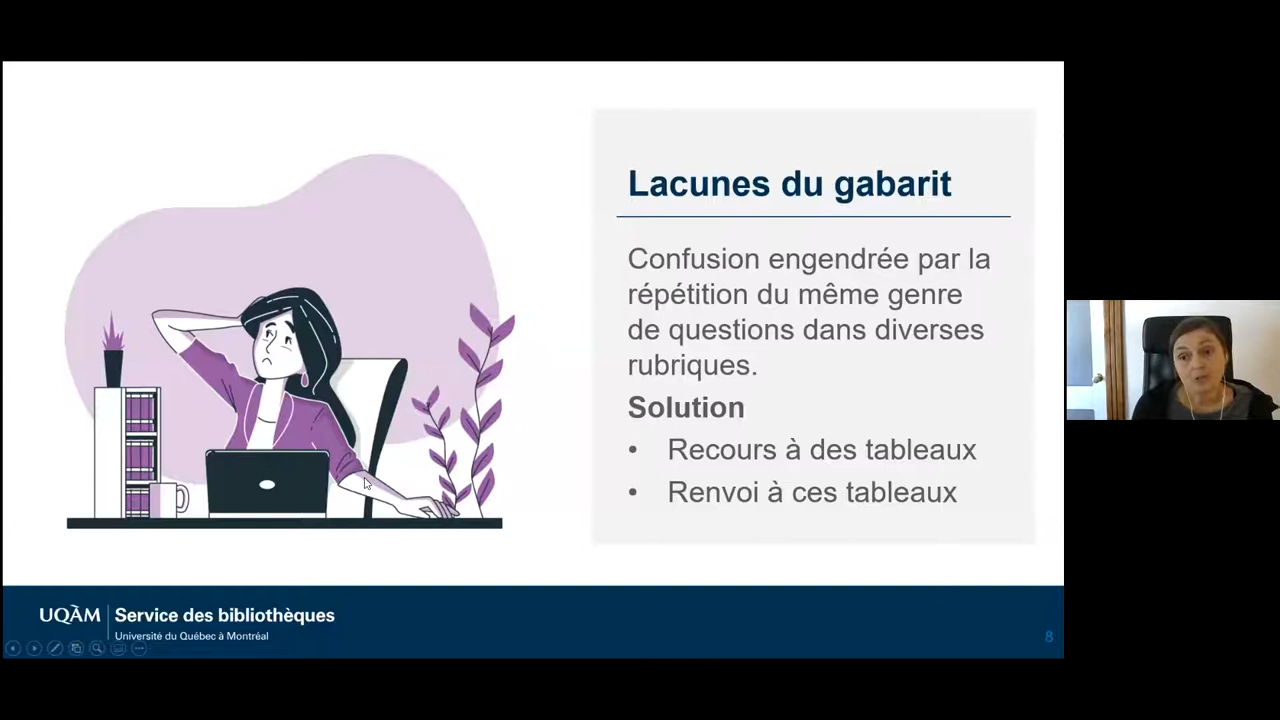 Lacunes du gabarit
Confusion engendrée par la
répétition du même genre
de questions dans diverses
rubriques.
Solution
• Recours à des tableaux
• Renvoi à ces tableaux
UQÀM
Service des bibliothèques
Université du Québec à Montréal
8